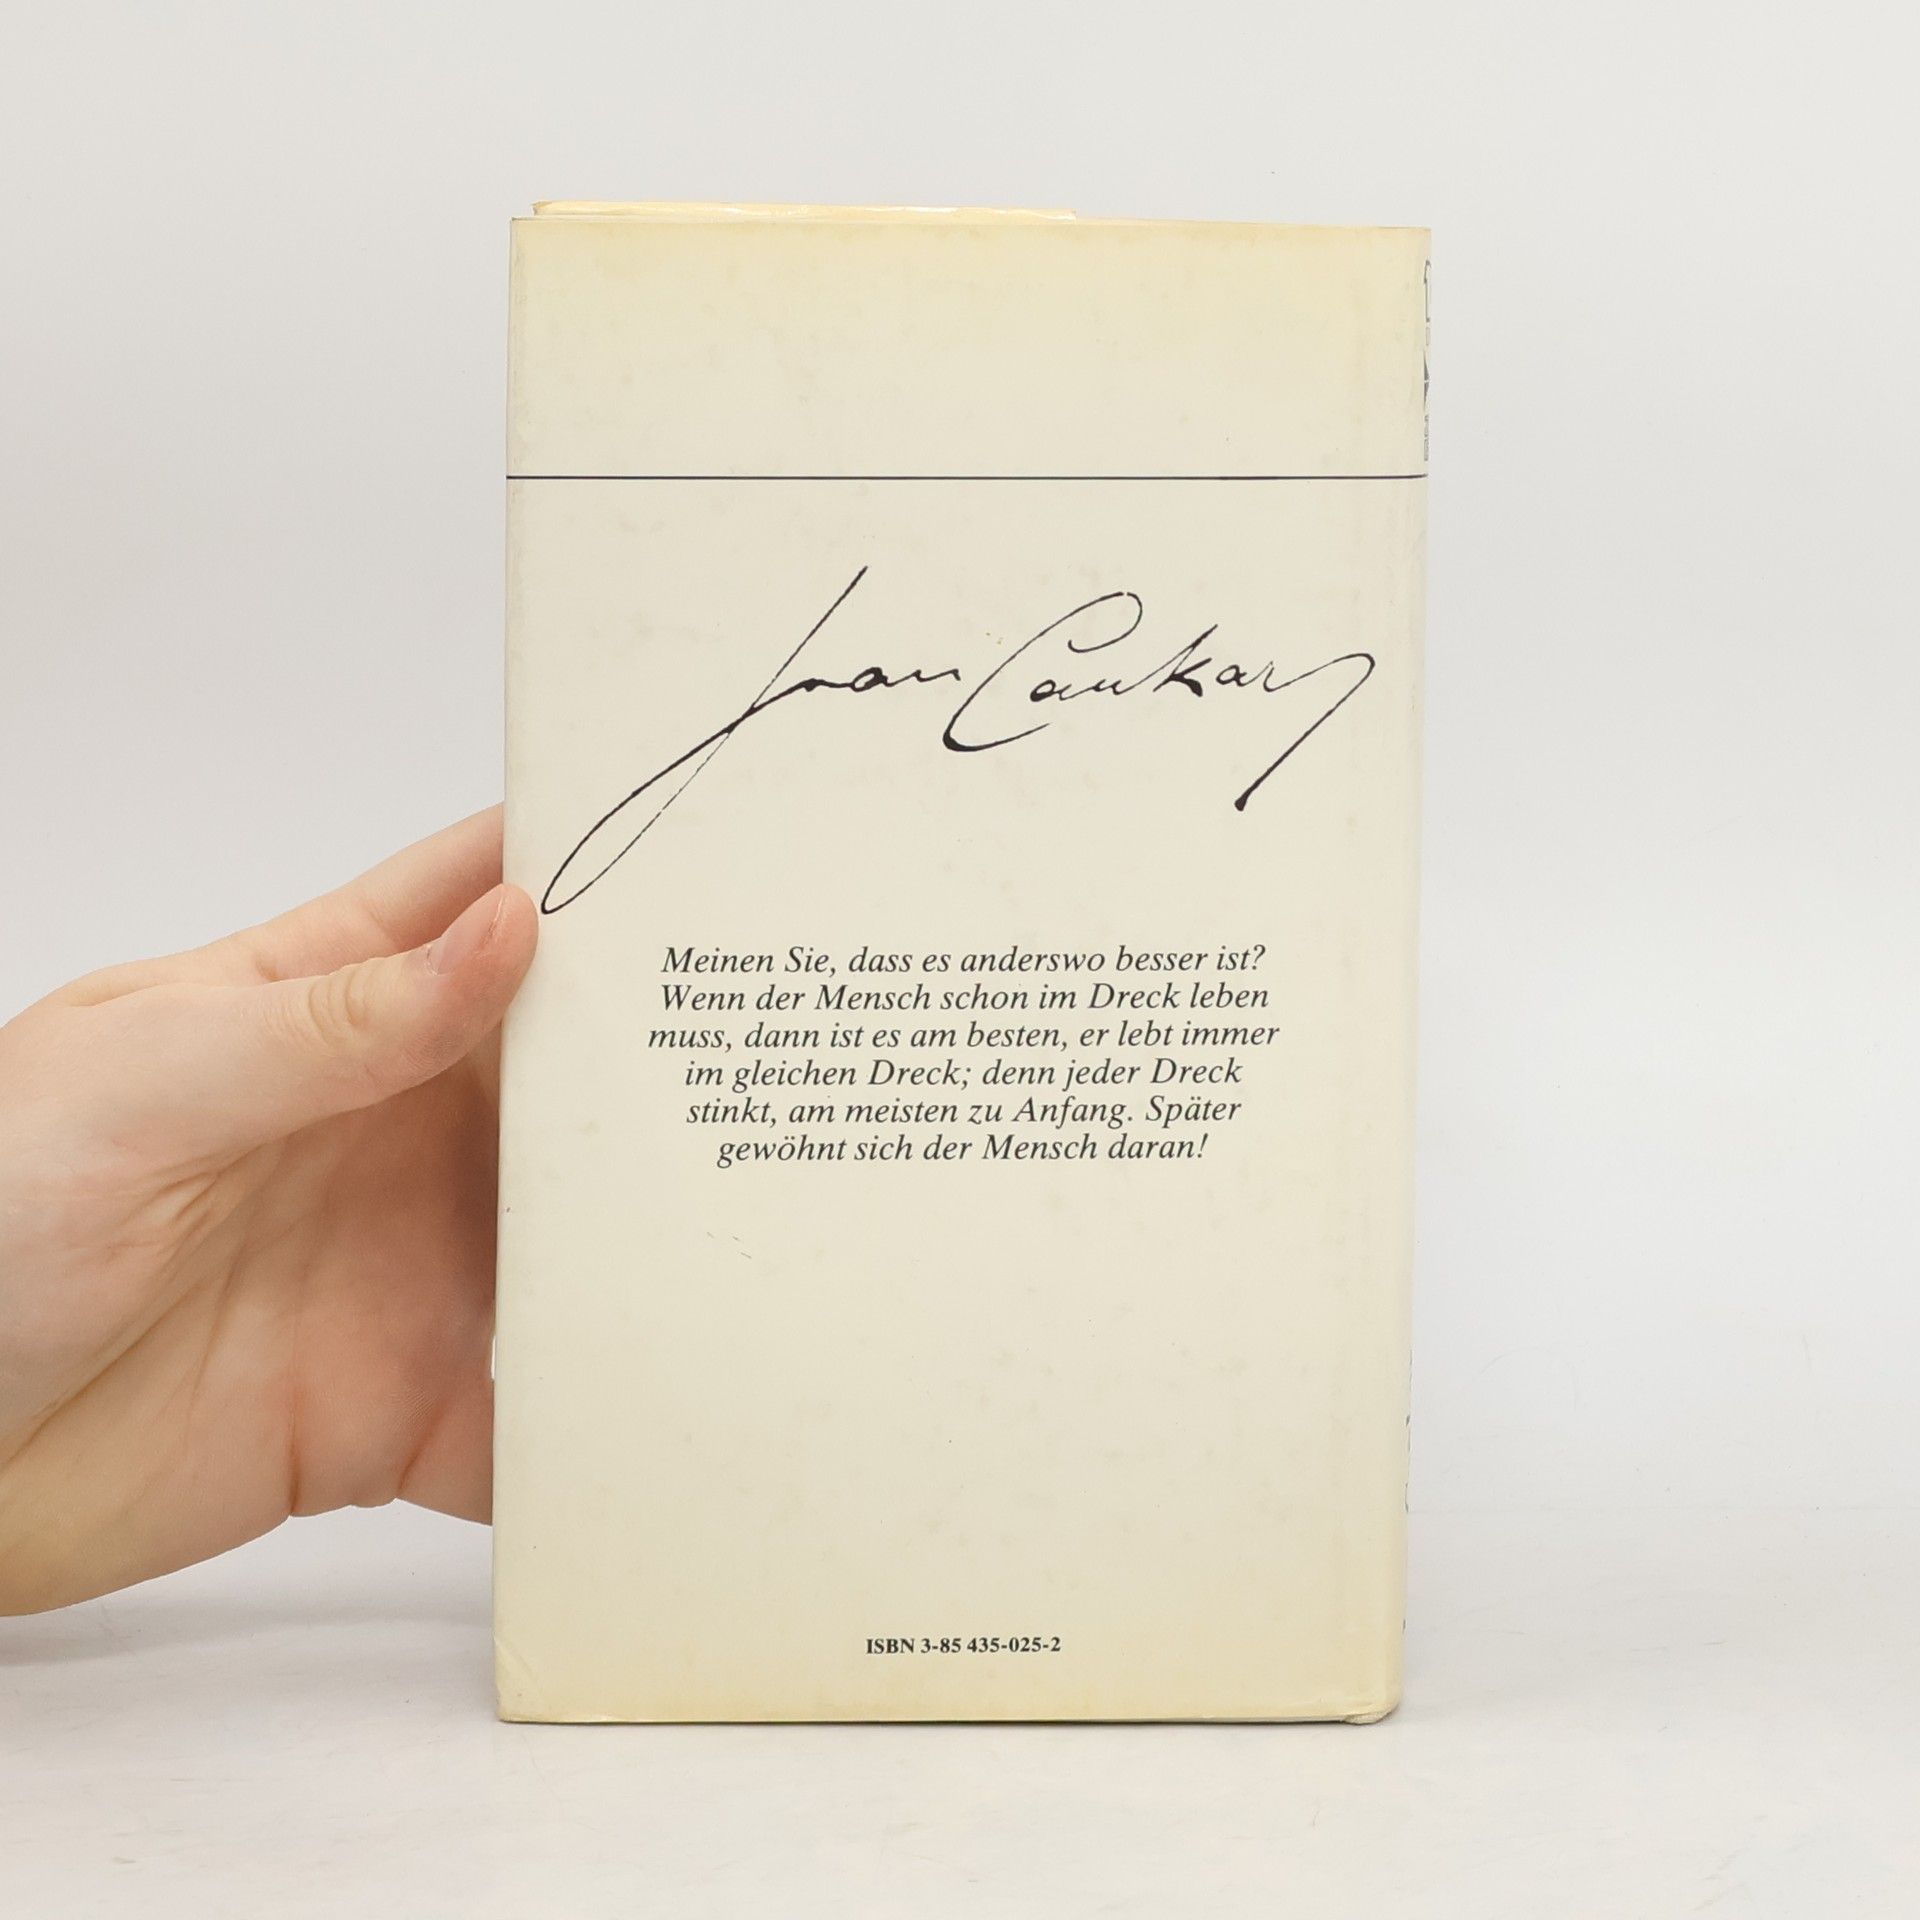 Ivan Cankar
Meinen Sie, dass es anderswo besser ist?
Wenn der Mensch schon im Dreck leben
muss, dann ist es am besten, er lebt immer
im gleichen Dreck; denn jeder Dreck
stinkt, am meisten zu Anfang. Später
gewöhnt sich der Mensch daran!
ISBN 3-85 435-025-2